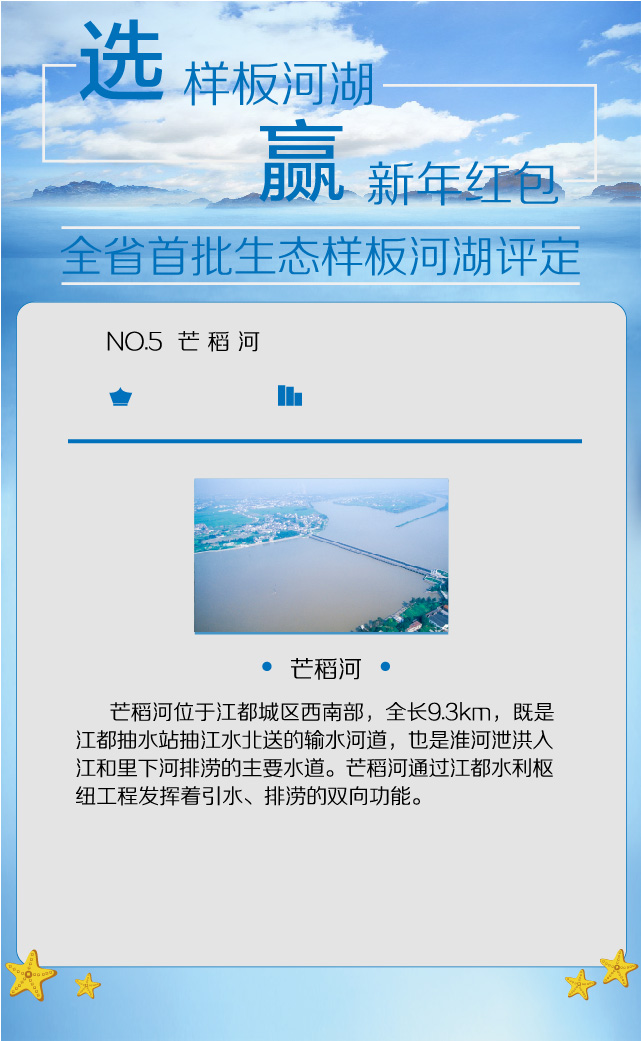 选 样板河湖
赢 新年红包
全省首批生态样板河湖评定
NO.5 芒稻河
芒稻河
芒稻河位于江都城区西南部，全长9.3km，既是
江都抽水站抽江水北送的输水河道，也是淮河泄洪入
江和里下河排涝的主要水道。芒稻河通过江都水利枢
纽工程发挥着引水、排涝的双向功能。